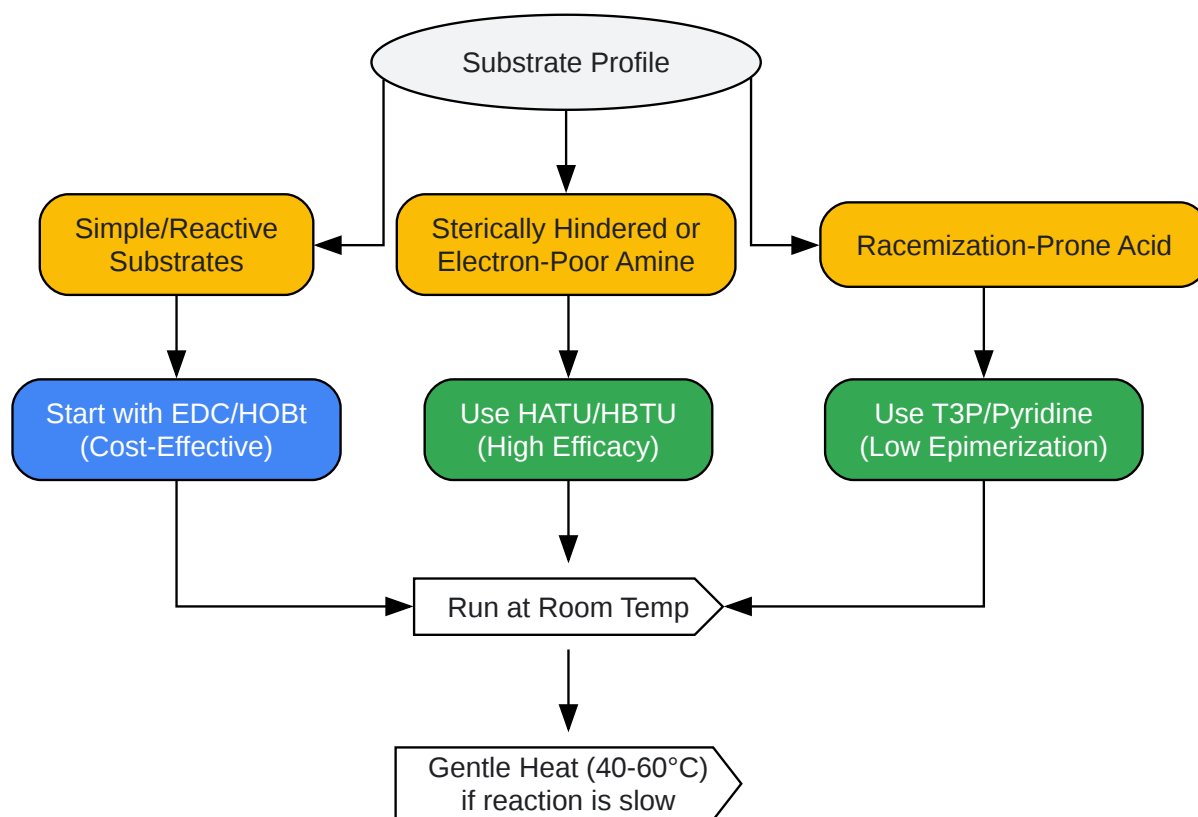 Substrate Profile
Simple/Reactive
Substrates
Sterically Hindered or
Electron-Poor Amine
Racemization-Prone Acid
Start with EDC/HOBt
(Cost-Effective)
Use HATU/HBTU
(High Efficacy)
Use T3P/Pyridine
(Low Epimerization)
Run at Room Temp
Gentle Heat (40-60°C)
if reaction is slow